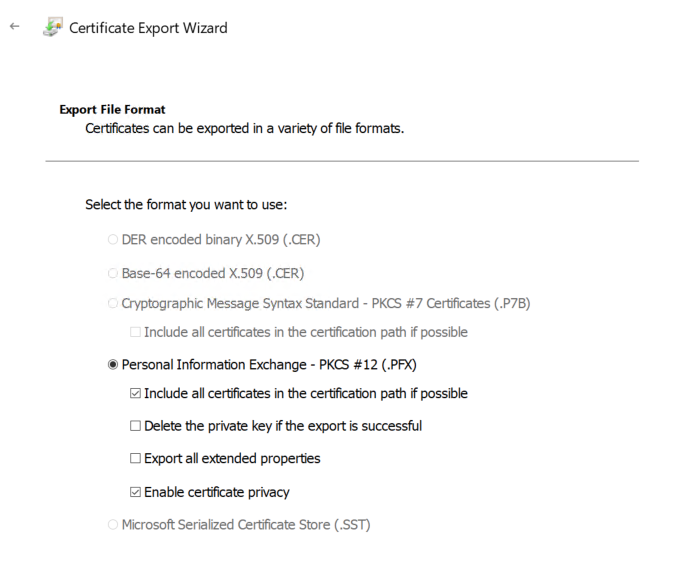 Certificate Export Wizard
Export File Format
Certificates can be exported in a variety of file formats.
Select the format you want to use:
DER encoded binary X.509 (.CER)
Base-64 encoded X.509 (.CER)
Cryptographic Message Syntax Standard - PKCS #7 Certificates (.P7B)
Include all certificates in the certification path if possible
Personal Information Exchange - PKCS #12 (.PFX)
Include all certificates in the certification path if possible
Delete the private key if the export is successful
Export all extended properties
Enable certificate privacy
Microsoft Serialized Certificate Store (.SST)